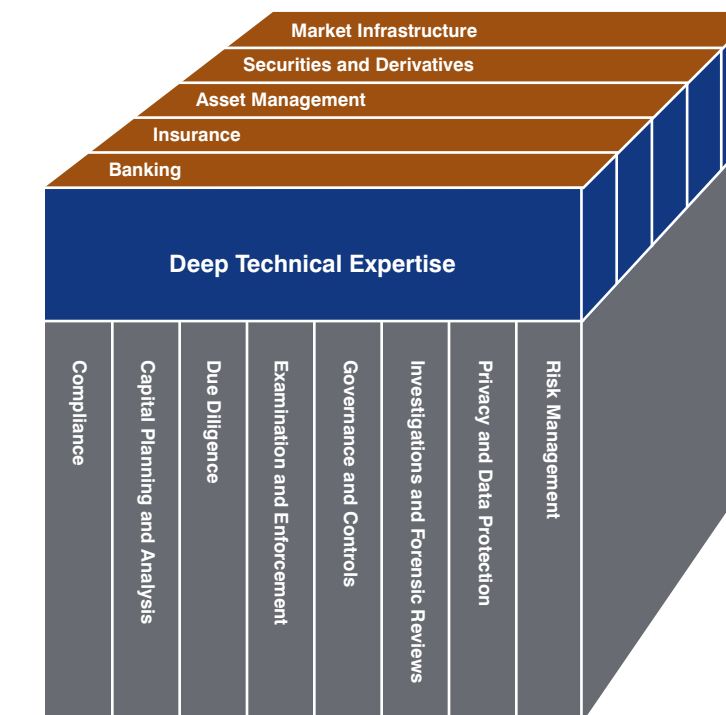 Market Infrastructure
Securities and Derivatives
Asset Management
Insurance
Banking
Deep Technical Expertise
Compliance
Capital Planning and Analysis
Due Diligence
Examination and Enforcement
Governance and Controls
Investigations and Forensic Reviews
Privacy and Data Protection
Risk Management